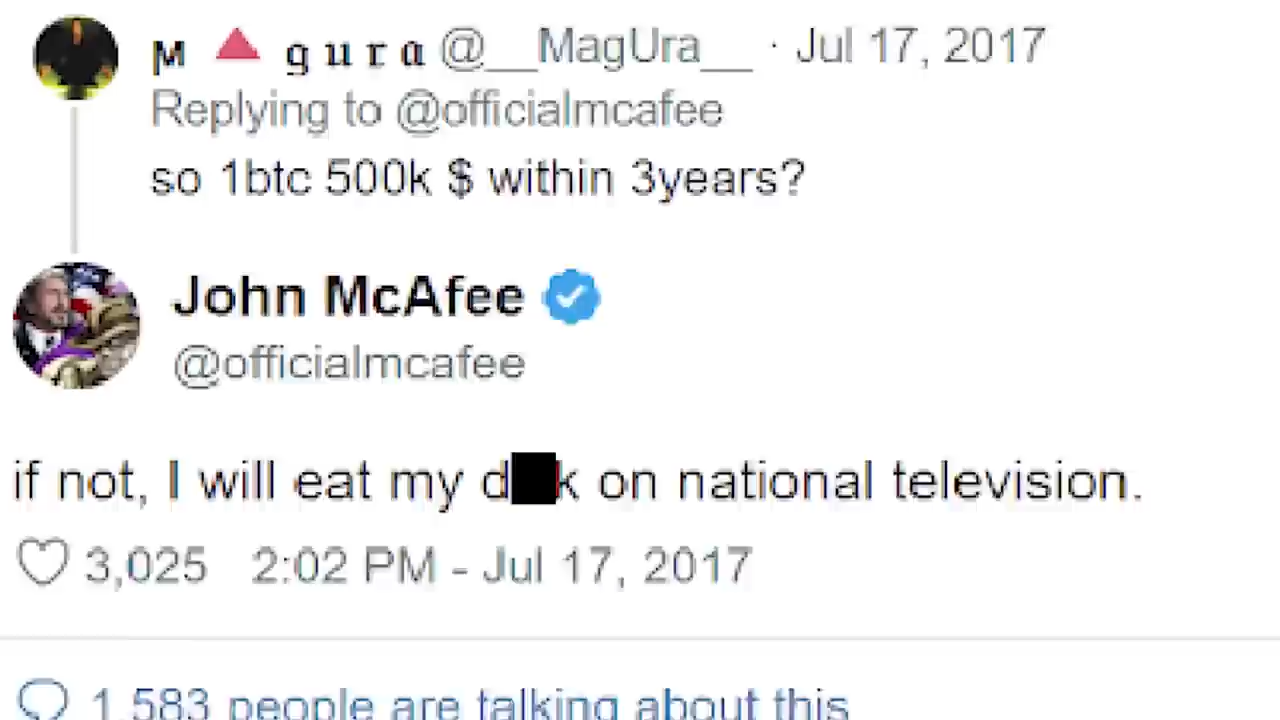 M 🔺 g u r a @__MagUra__ · Jul 17, 2017
Replying to @officialmcafee
so 1btc 500k $ within 3years?
John McAfee
@officialmcafee
if not, I will eat my d█k on national television.
3,025 2:02 PM - Jul 17, 2017
1,583 people are talking about this